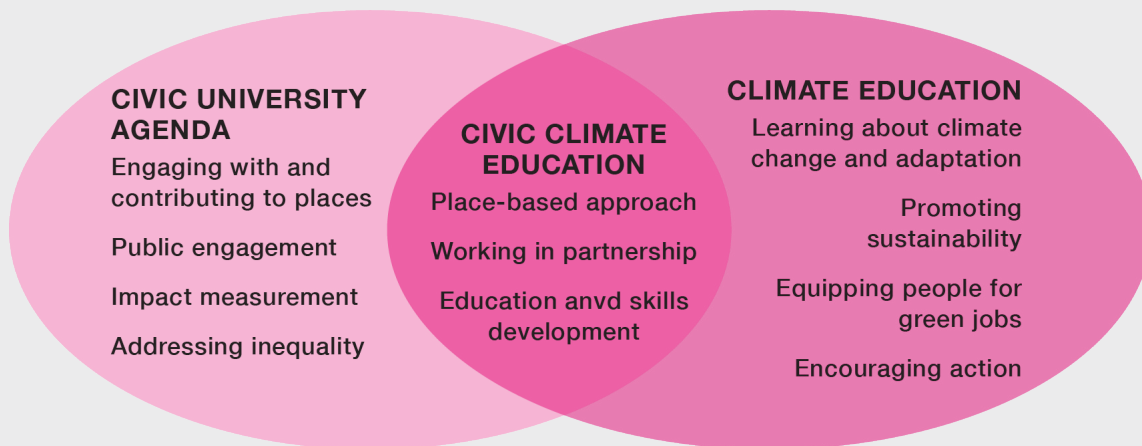 CIVIC UNIVERSITY
AGENDA
Engaging with and
contributing to places
Public engagement
Impact measurement
Addressing inequality
CIVIC CLIMATE
EDUCATION
Place-based approach
Working in partnership
Education anvd skills
development
CLIMATE EDUCATION
Learning about climate
change and adaptation
Promoting
sustainability
Equipping people for
green jobs
Encouraging action